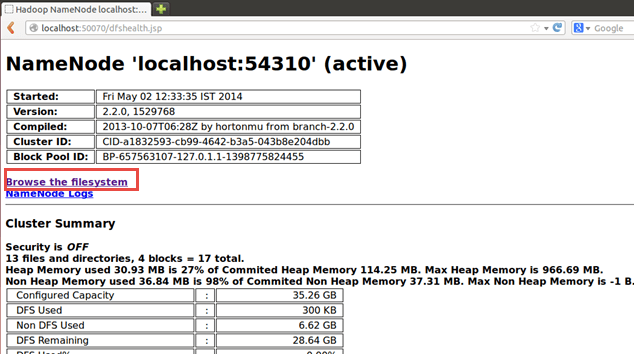 Hadoop NameNode localhost:...
localhost:50070/dfshealth.jsp
Google
NameNode 'localhost:54310' (active)
Started: Fri May 02 12:33:35 IST 2014
Version: 2.2.0, 1529768
Compiled: 2013-10-07T06:28Z by hortonmu from branch-2.2.0
Cluster ID: CID-a1832593-cb99-4642-b3a5-043b8e204dbb
Block Pool ID: BP-657563107-127.0.1.1-1398775824455
Browse the filesystem
NameNode Logs
Cluster Summary
Security is OFF
13 files and directories, 4 blocks = 17 total.
Heap Memory used 30.93 MB is 27% of Commited Heap Memory 114.25 MB. Max Heap Memory is 966.69 MB.
Non Heap Memory used 36.84 MB is 98% of Commited Non Heap Memory 37.31 MB. Max Non Heap Memory is -1 B.
Configured Capacity : 35.26 GB
DFS Used : 300 KB
Non DFS Used : 6.62 GB
DFS Remaining : 28.64 GB
DFS Used% : 0.00%